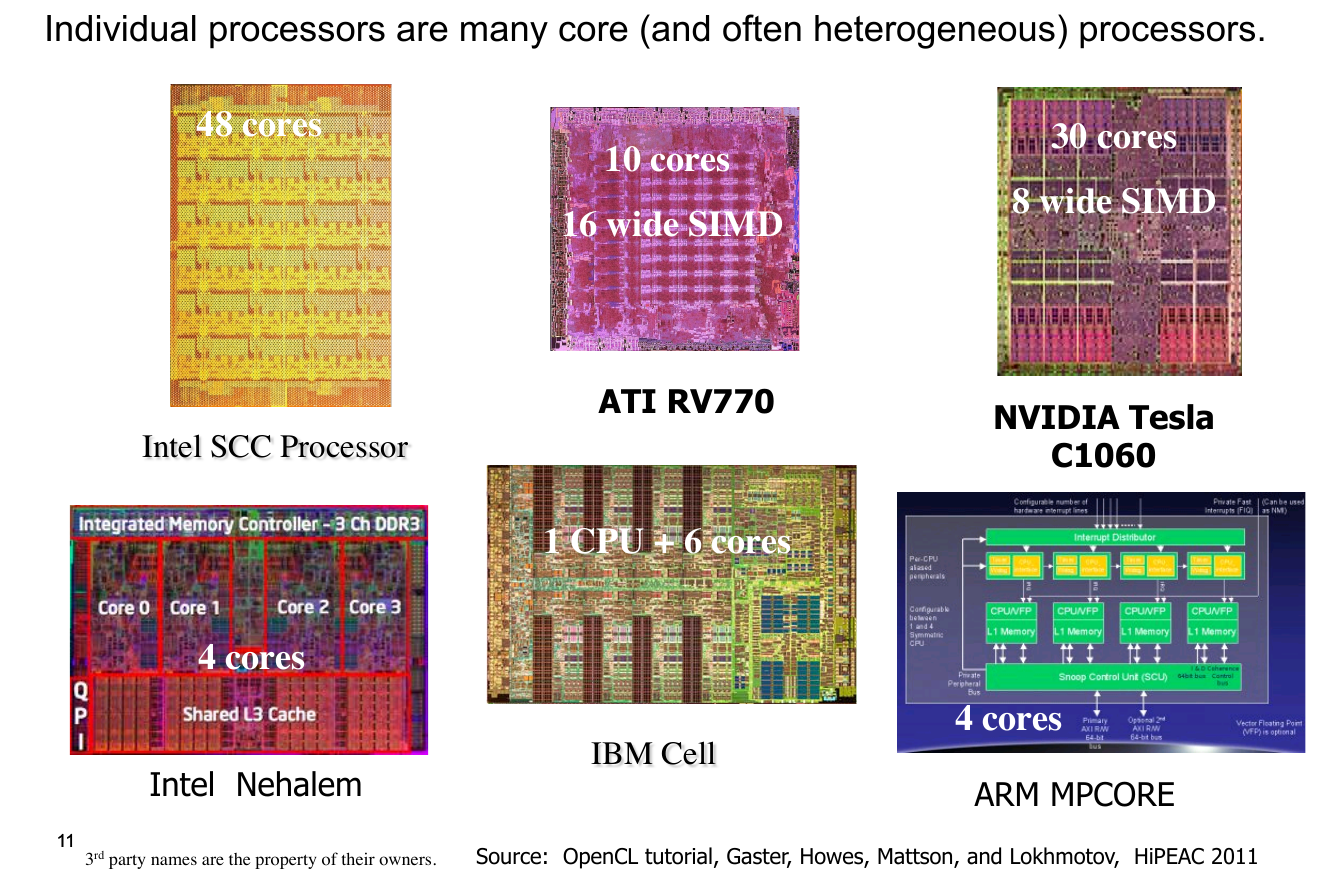 Individual processors are many core (and often heterogeneous) processors.
48 cores
10 cores
16 wide SIMD
30 cores
8 wide SIMD
Intel SCC Processor
ATI RV770
NVIDIA Tesla
C1060
Integrated Memory Controller - 3 Ch DDR3
Core 0 Core 1 Core 2 Core 3
4 cores
QPI
Shared L3 Cache
Intel Nehalem
1 CPU + 6 cores
IBM Cell
Configurable number of
hardware interrupt lines
Private Fast
Interrupts (FIQ)
(Can be used
as NMI)
Interrupt Distributor
Per-CPU
aliased
peripherals
Configurable
between
1 and 4
Symmetric
CPU
CPU/VFP CPU/VFP CPU/VFP CPU/VFP
L1 Memory L1 Memory L1 Memory L1 Memory
Private
Peripheral
Bus
Snoop Control Unit (SCU)
I & D Coherence
64bit bus Control
bus
4 cores
Primary
AXI R/W
64-bit
bus
Optional 2nd
AXI R/W
64-bit bus
Vector Floating Point
(VFP) is optional
ARM MPCORE
11
3rd party names are the property of their owners.
Source: OpenCL tutorial, Gaster, Howes, Mattson, and Lokhmotov, HiPEAC 2011